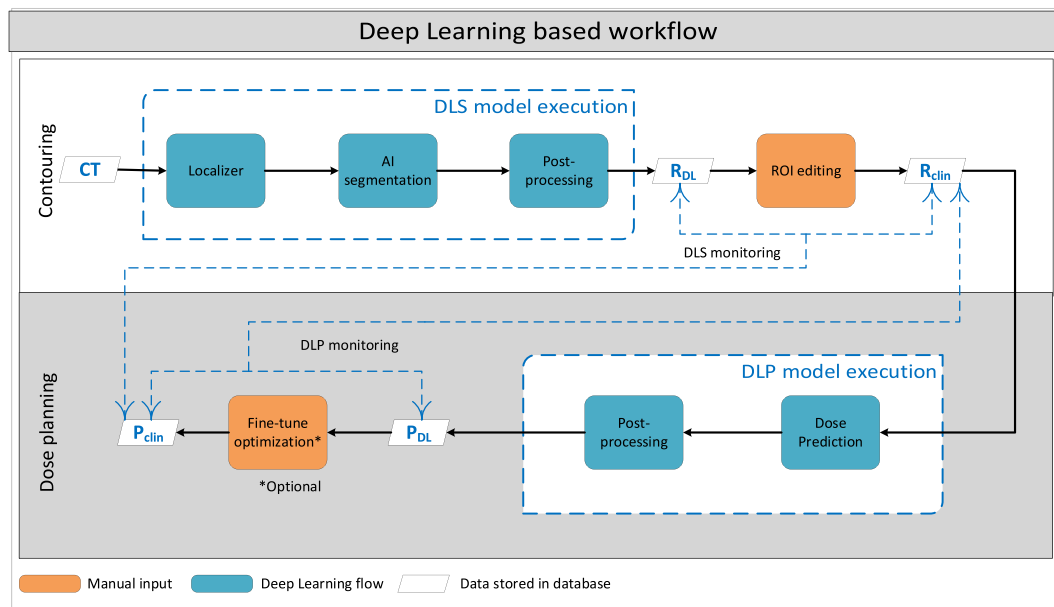 Deep Learning based workflow
Contouring
DLS model execution
CT
Localizer
AI
segmentation
Post-
processing
RDL
ROI editing
Rclin
DLS monitoring
Dose planning
DLP monitoring
DLP model execution
Pclin
Fine-tune
optimization*
*Optional
PDL
Post-
processing
Dose
Prediction
Manual input
Deep Learning flow
Data stored in database